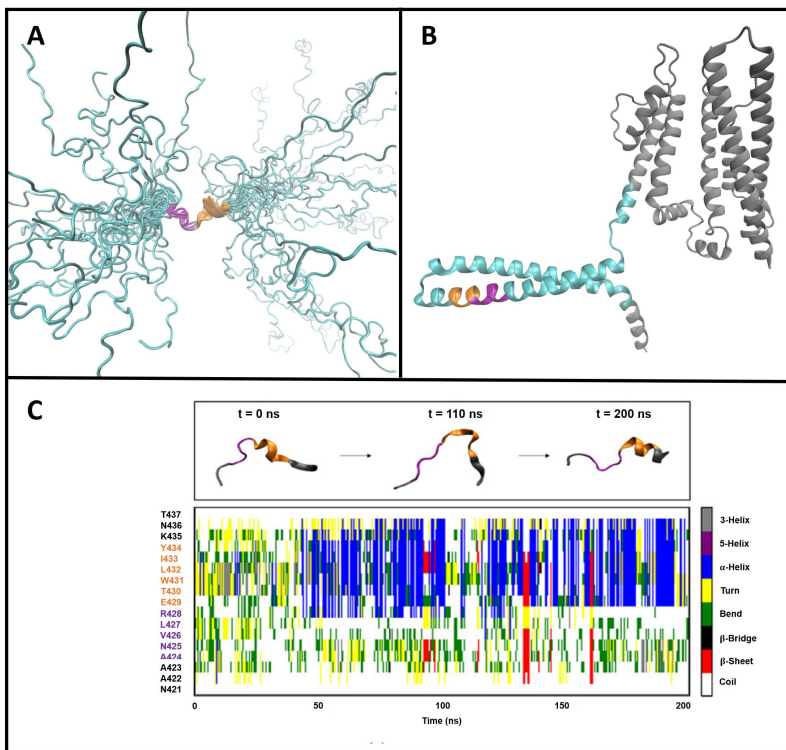 A
B
C
t = 0 ns
t = 110 ns
t = 200 ns
T437
N436
K435
Y434
I433
L432
W431
T430
E429
R428
L427
V426
N425
A424
A423
A422
N421
3-Helix
5-Helix
α-Helix
Turn
Bend
β-Bridge
β-Sheet
Coil
0
50
100
150
200
Time (ns)